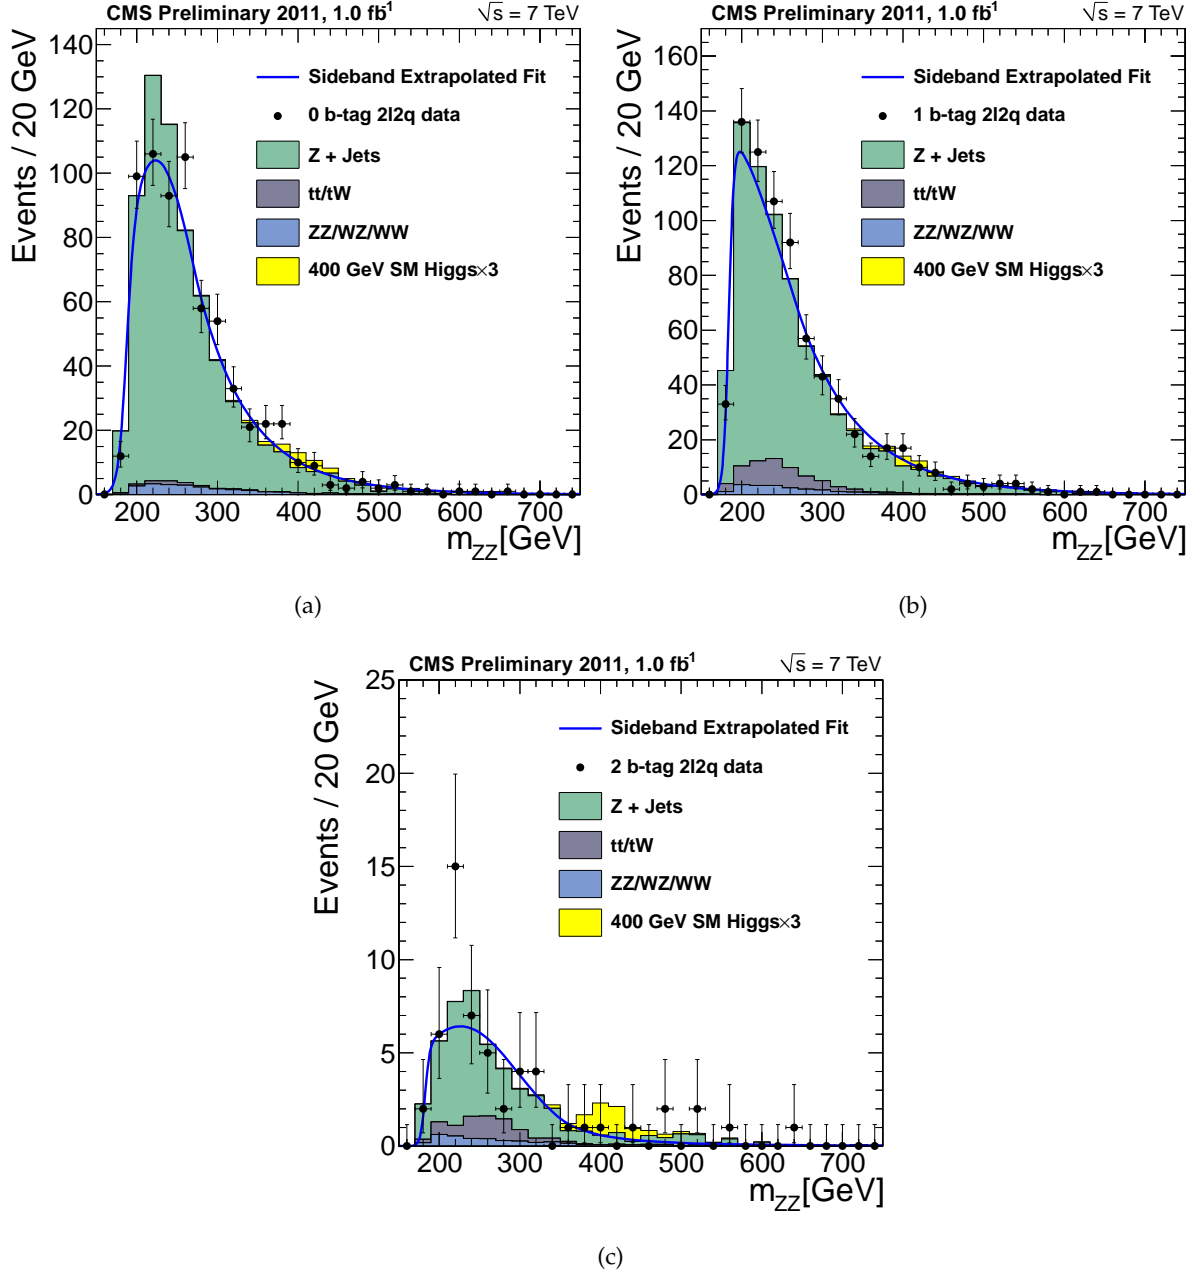 CMS Preliminary 2011, 1.0 fb⁻¹ √s = 7 TeV
Events / 20 GeV
140
120
100
80
60
40
20
0
Sideband Extrapolated Fit
0 b-tag 2l2q data
Z + Jets
tt/tW
ZZ/WZ/WW
400 GeV SM Higgs×3
200 300 400 500 600 700
m_ZZ [GeV]
(a)
CMS Preliminary 2011, 1.0 fb⁻¹ √s = 7 TeV
Events / 20 GeV
160
140
120
100
80
60
40
20
0
Sideband Extrapolated Fit
1 b-tag 2l2q data
Z + Jets
tt/tW
ZZ/WZ/WW
400 GeV SM Higgs×3
200 300 400 500 600 700
m_ZZ [GeV]
(b)
CMS Preliminary 2011, 1.0 fb⁻¹ √s = 7 TeV
Events / 20 GeV
25
20
15
10
5
0
Sideband Extrapolated Fit
2 b-tag 2l2q data
Z + Jets
tt/tW
ZZ/WZ/WW
400 GeV SM Higgs×3
200 300 400 500 600 700
m_ZZ [GeV]
(c)